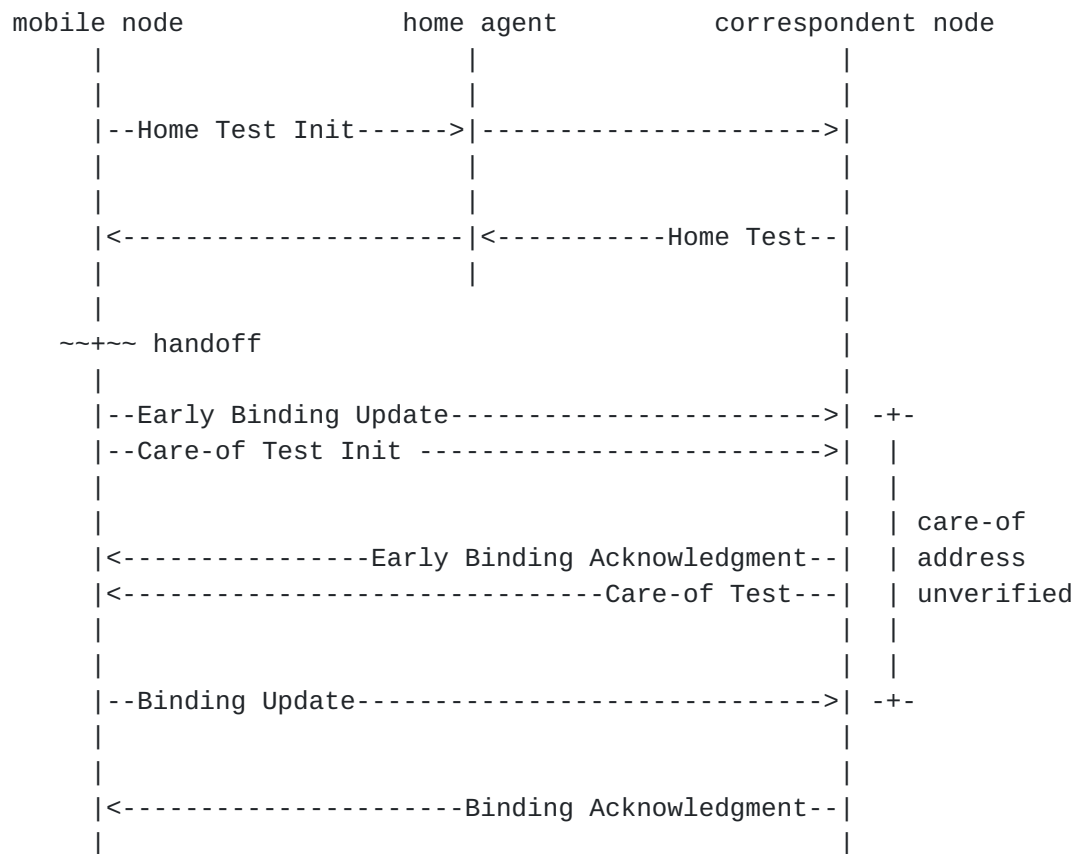 mobile node home agent correspondent node
--Home Test Init------>|----------------------->
<-----------------------|<-----------Home Test--
~~+~~ handoff
--Early Binding Update------------------------>| -+-
--Care-of Test Init -------------------------->|
care-of
<----------------Early Binding Acknowledgment--| address
<-------------------------------Care-of Test---| unverified
--Binding Update------------------------------>| -+-
<----------------------Binding Acknowledgment--